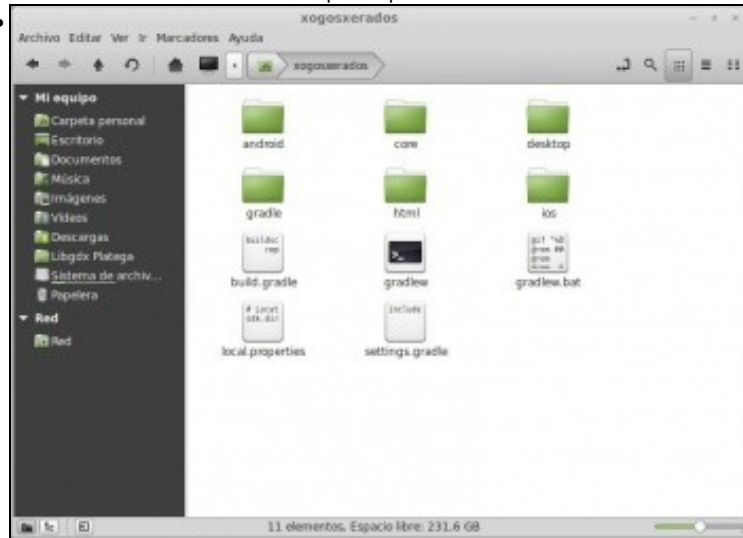 xogosxerados
Archivo Editar Ver Ir Marcadores Ayuda
xogosxerados
Mi equipo
Carpeta personal
Escritorio
Documentos
Música
Imágenes
Vídeos
Descargas
Libgdx Platega
Sistema de archiv...
Papelera
Red
Red
android
core
desktop
gradle
html
ios
build.gradle
gradlew
gradlew.bat
local.properties
settings.gradle
include
11 elementos. Espacio libre: 231.6 GB